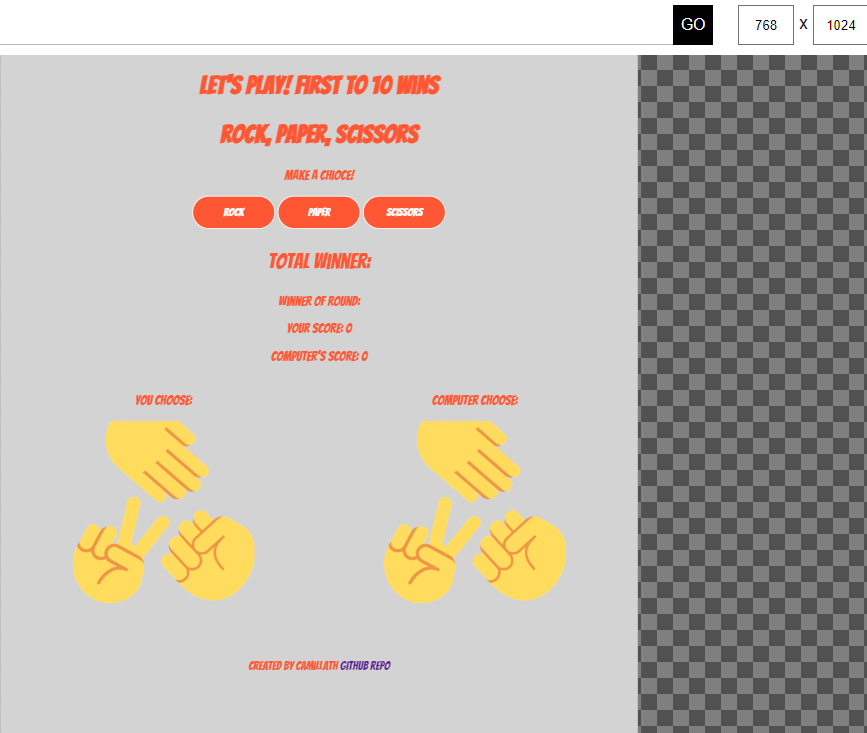 GO 768 x 1024
LET'S PLAY! FIRST TO 10 WINS
ROCK, PAPER, SCISSORS
MAKE A CHIOCE!
ROCK PAPER SCISSORS
TOTAL WINNER:
WINNER OF ROUND:
YOUR SCORE: 0
COMPUTER'S SCORE: 0
YOU CHOOSE: COMPUTER CHOOSE:
CREATED BY CAMILLATH GITHUB REPO